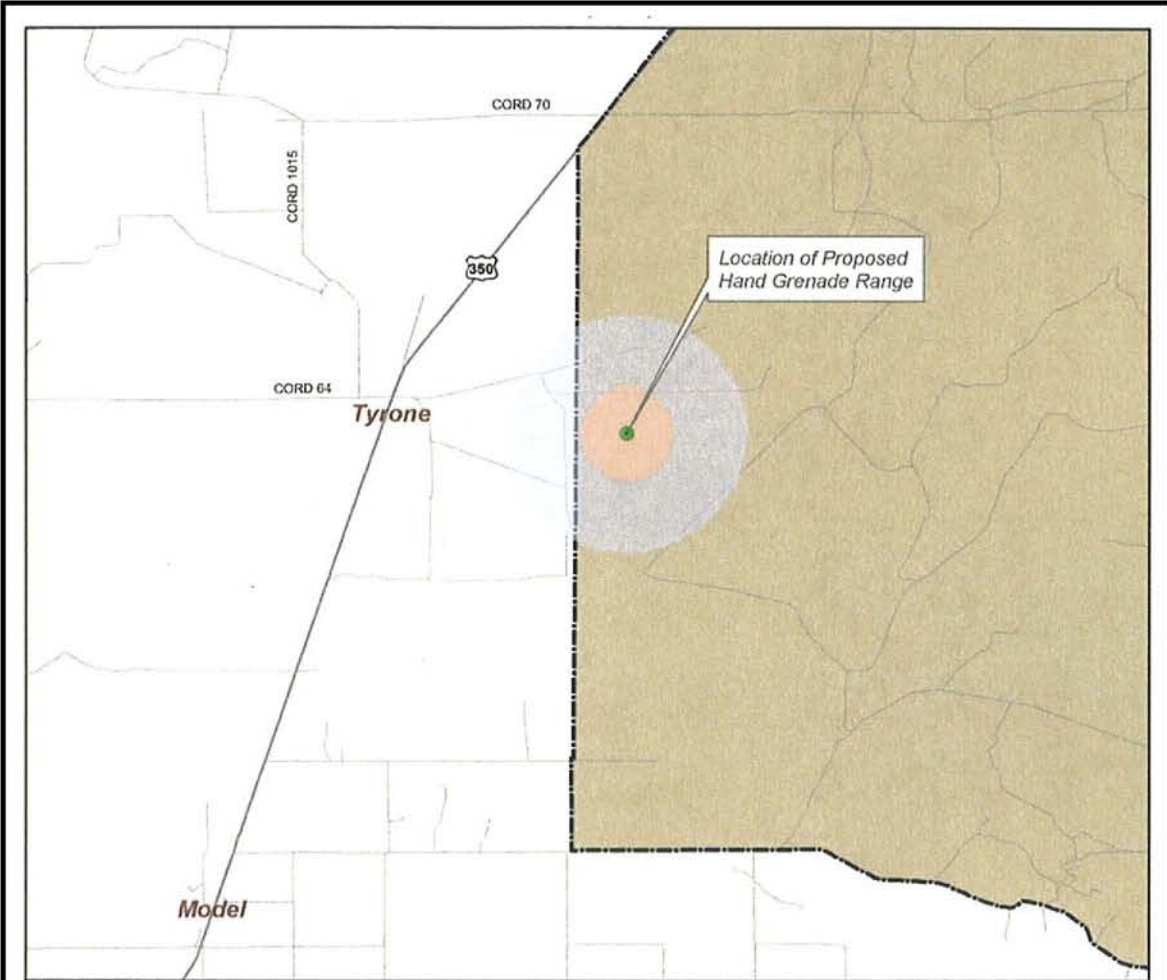 CORD 70
CORD 1015
350
Location of Proposed
Hand Grenade Range
CORD 64
Tyrone
Model